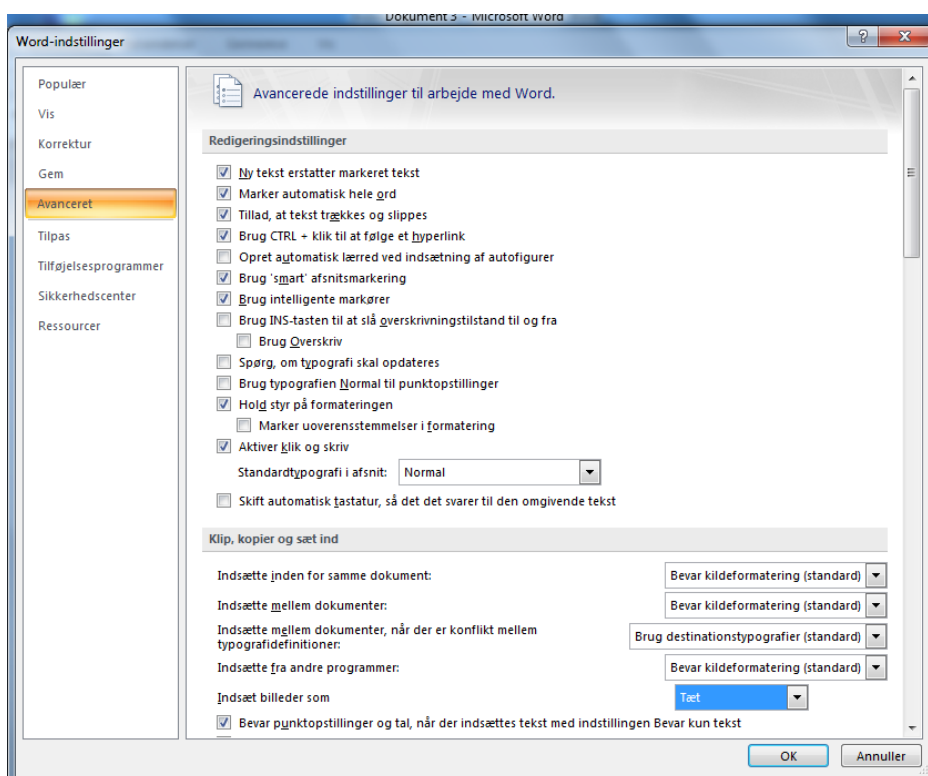 Dokument 3 - Microsoft Word
Word-indstillinger
Populær
Vis
Korrektur
Gem
Avanceret
Tilpas
Tilføjelsesprogrammer
Sikkerhedscenter
Ressourcer
Avancerede indstillinger til arbejde med Word.
Redigeringsindstillinger
Ny tekst erstatter markeret tekst
Marker automatisk hele ord
Tillad, at tekst trækkes og slippes
Brug CTRL + klik til at følge et hyperlink
Opret automatisk lærred ved indsætning af autofigurer
Brug 'smart' afsnitsmarkering
Brug intelligente markører
Brug INS-tasten til at slå overskrivningstilstand til og fra
Brug Overskriv
Spørg, om typografi skal opdateres
Brug typografien Normal til punktopstillinger
Hold styr på formateringen
Marker uoverensstemmelser i formatering
Aktiver klik og skriv
Standardtypografi i afsnit: Normal
Skift automatisk tastatur, så det det svarer til den omgivende tekst
Klip, kopier og sæt ind
Indsætte inden for samme dokument: Bevar kildeformatering (standard)
Indsætte mellem dokumenter: Bevar kildeformatering (standard)
Indsætte mellem dokumenter, når der er konflikt mellem
typografidefinitioner: Brug destinationstypografier (standard)
Indsætte fra andre programmer: Bevar kildeformatering (standard)
Indsæt billeder som Tæt
Bevar punktopstillinger og tal, når der indsættes tekst med indstillingen Bevar kun tekst
OK Annuller